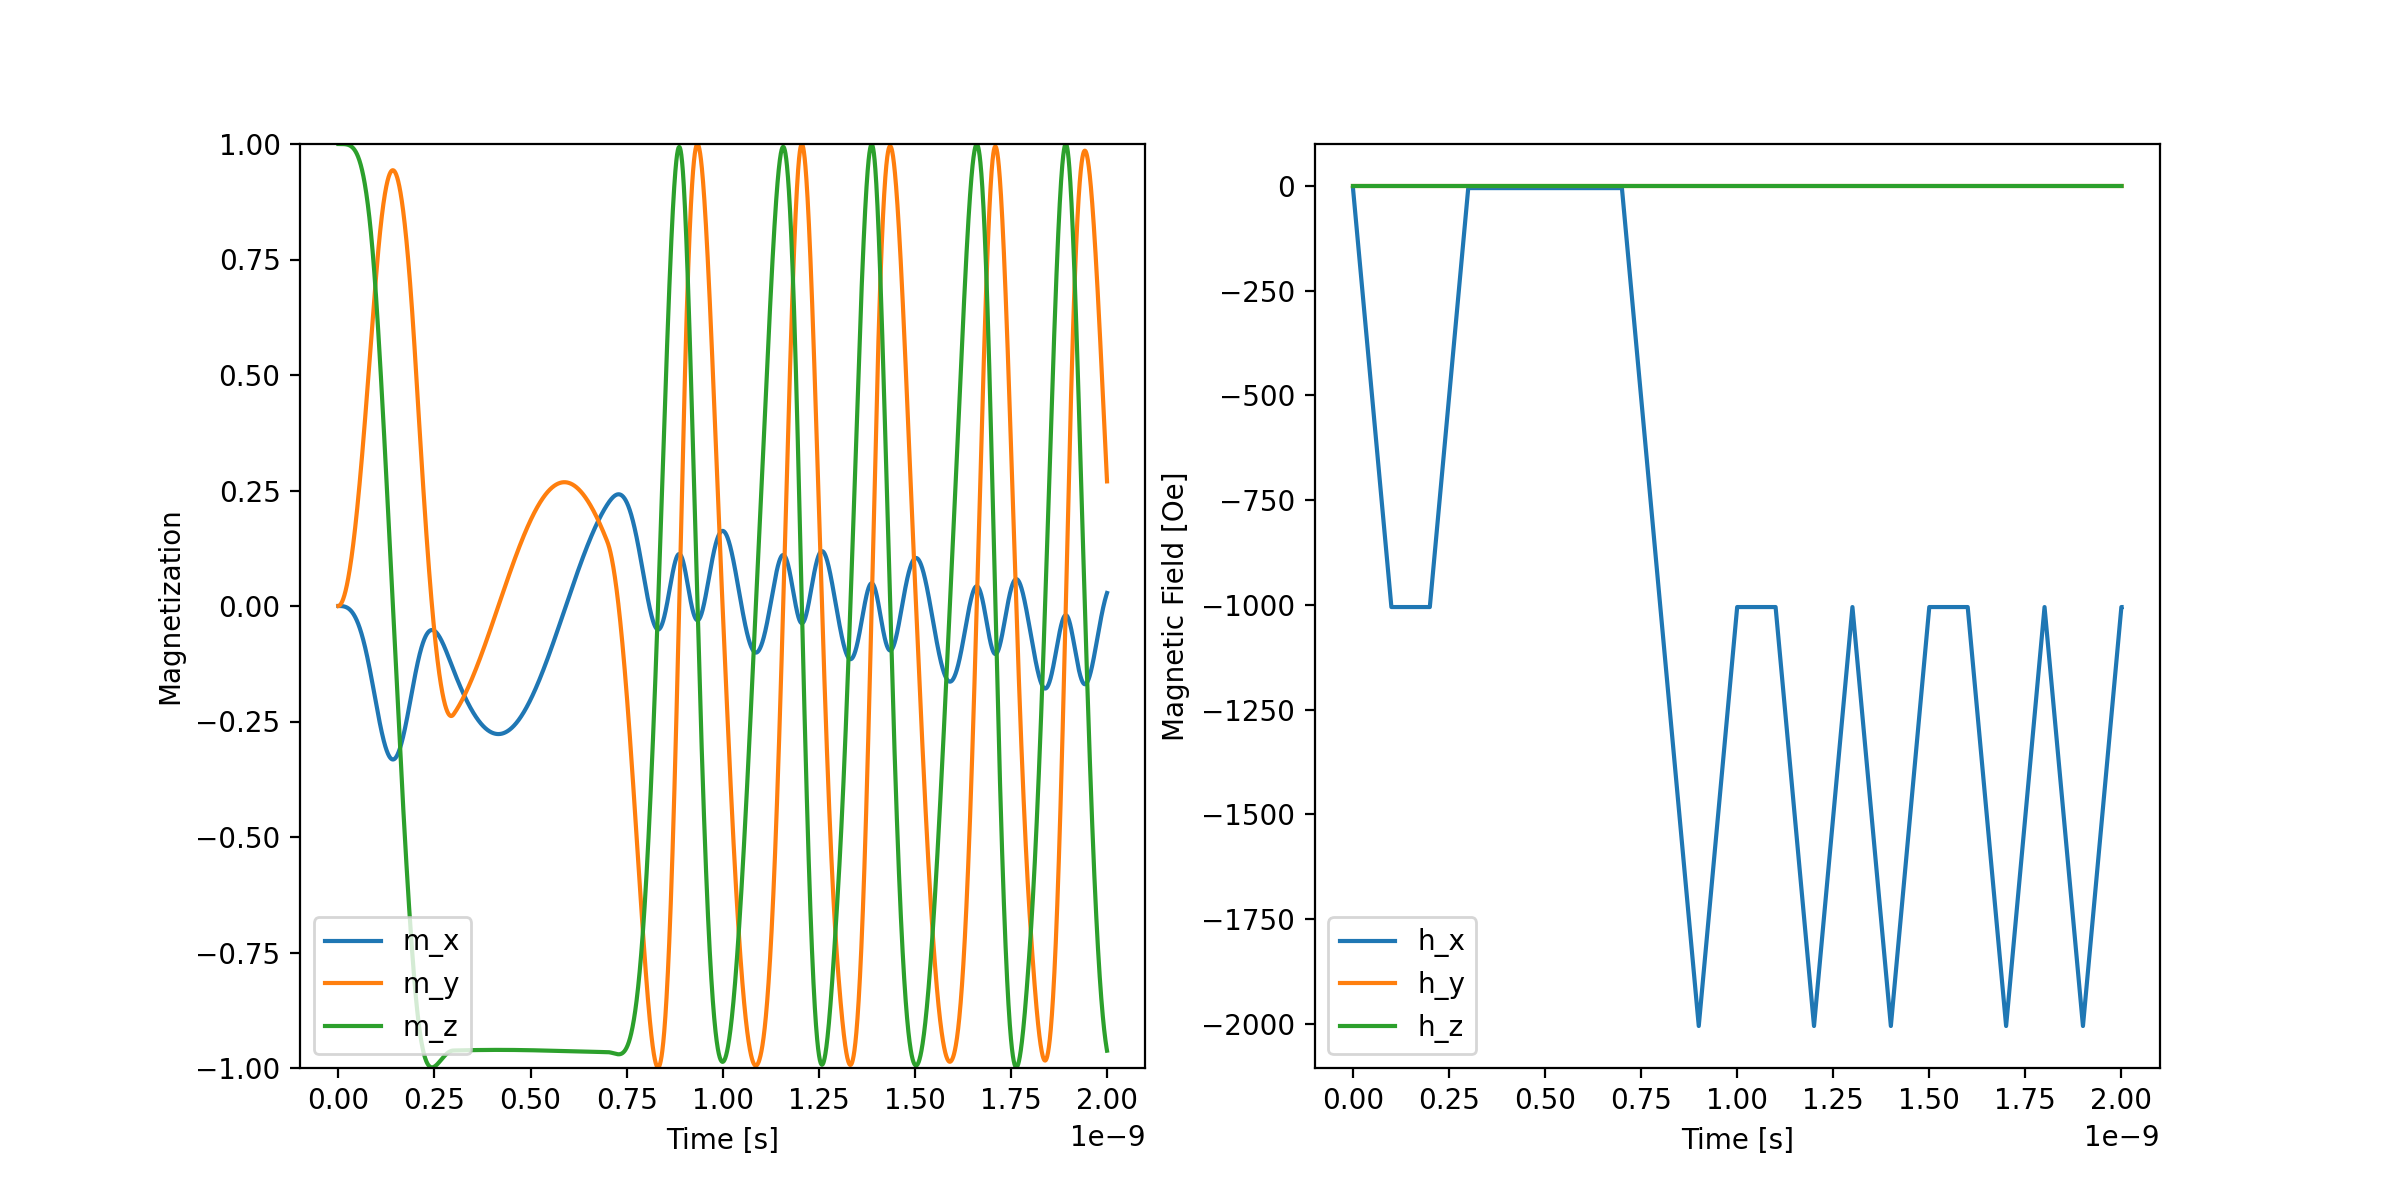 Magnetization
1.00
0.75
0.50
0.25
0.00
−0.25
−0.50
−0.75
−1.00
m_x
m_y
m_z
0.00 0.25 0.50 0.75 1.00 1.25 1.50 1.75 2.00
Time [s]
1e−9
Magnetic Field [Oe]
0
−250
−500
−750
−1000
−1250
−1500
−1750
−2000
h_x
h_y
h_z
0.00 0.25 0.50 0.75 1.00 1.25 1.50 1.75 2.00
Time [s]
1e−9